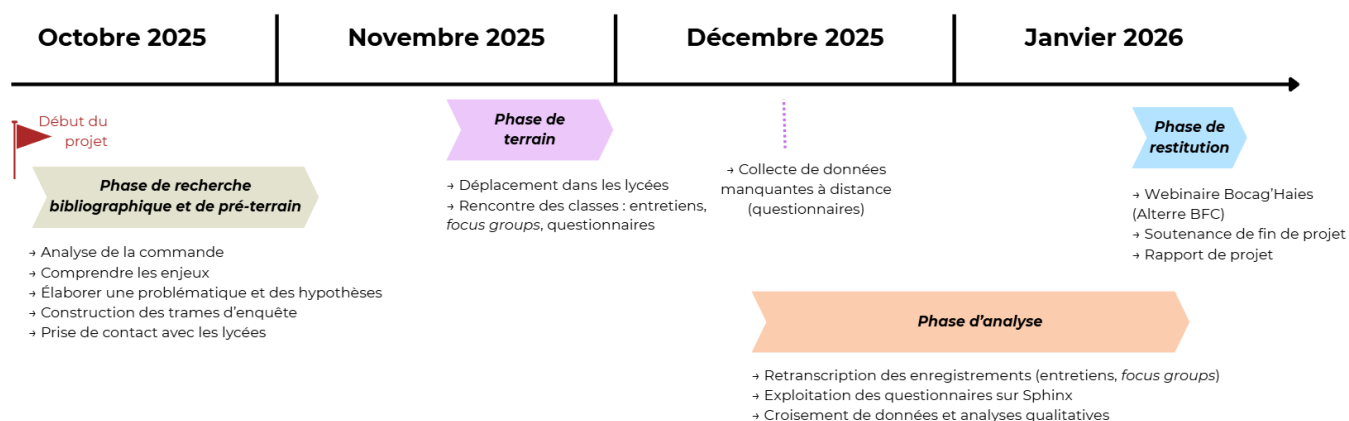 Octobre 2025
Novembre 2025
Décembre 2025
Janvier 2026
Début du
projet
Phase de recherche
bibliographique et de pré-terrain
→ Analyse de la commande
→ Comprendre les enjeux
→ Élaborer une problématique et des hypothèses
→ Construction des trames d’enquête
→ Prise de contact avec les lycées
Phase de
terrain
→ Déplacement dans les lycées
→ Rencontre des classes : entretiens,
focus groups, questionnaires
→ Collecte de données
manquantes à distance
(questionnaires)
Phase de
restitution
→ Webinaire Bocag’Haies
(Alterre BFC)
→ Soutenance de fin de projet
→ Rapport de projet
Phase d’analyse
→ Retranscription des enregistrements (entretiens, focus groups)
→ Exploitation des questionnaires sur Sphinx
→ Croisement de données et analyses qualitatives